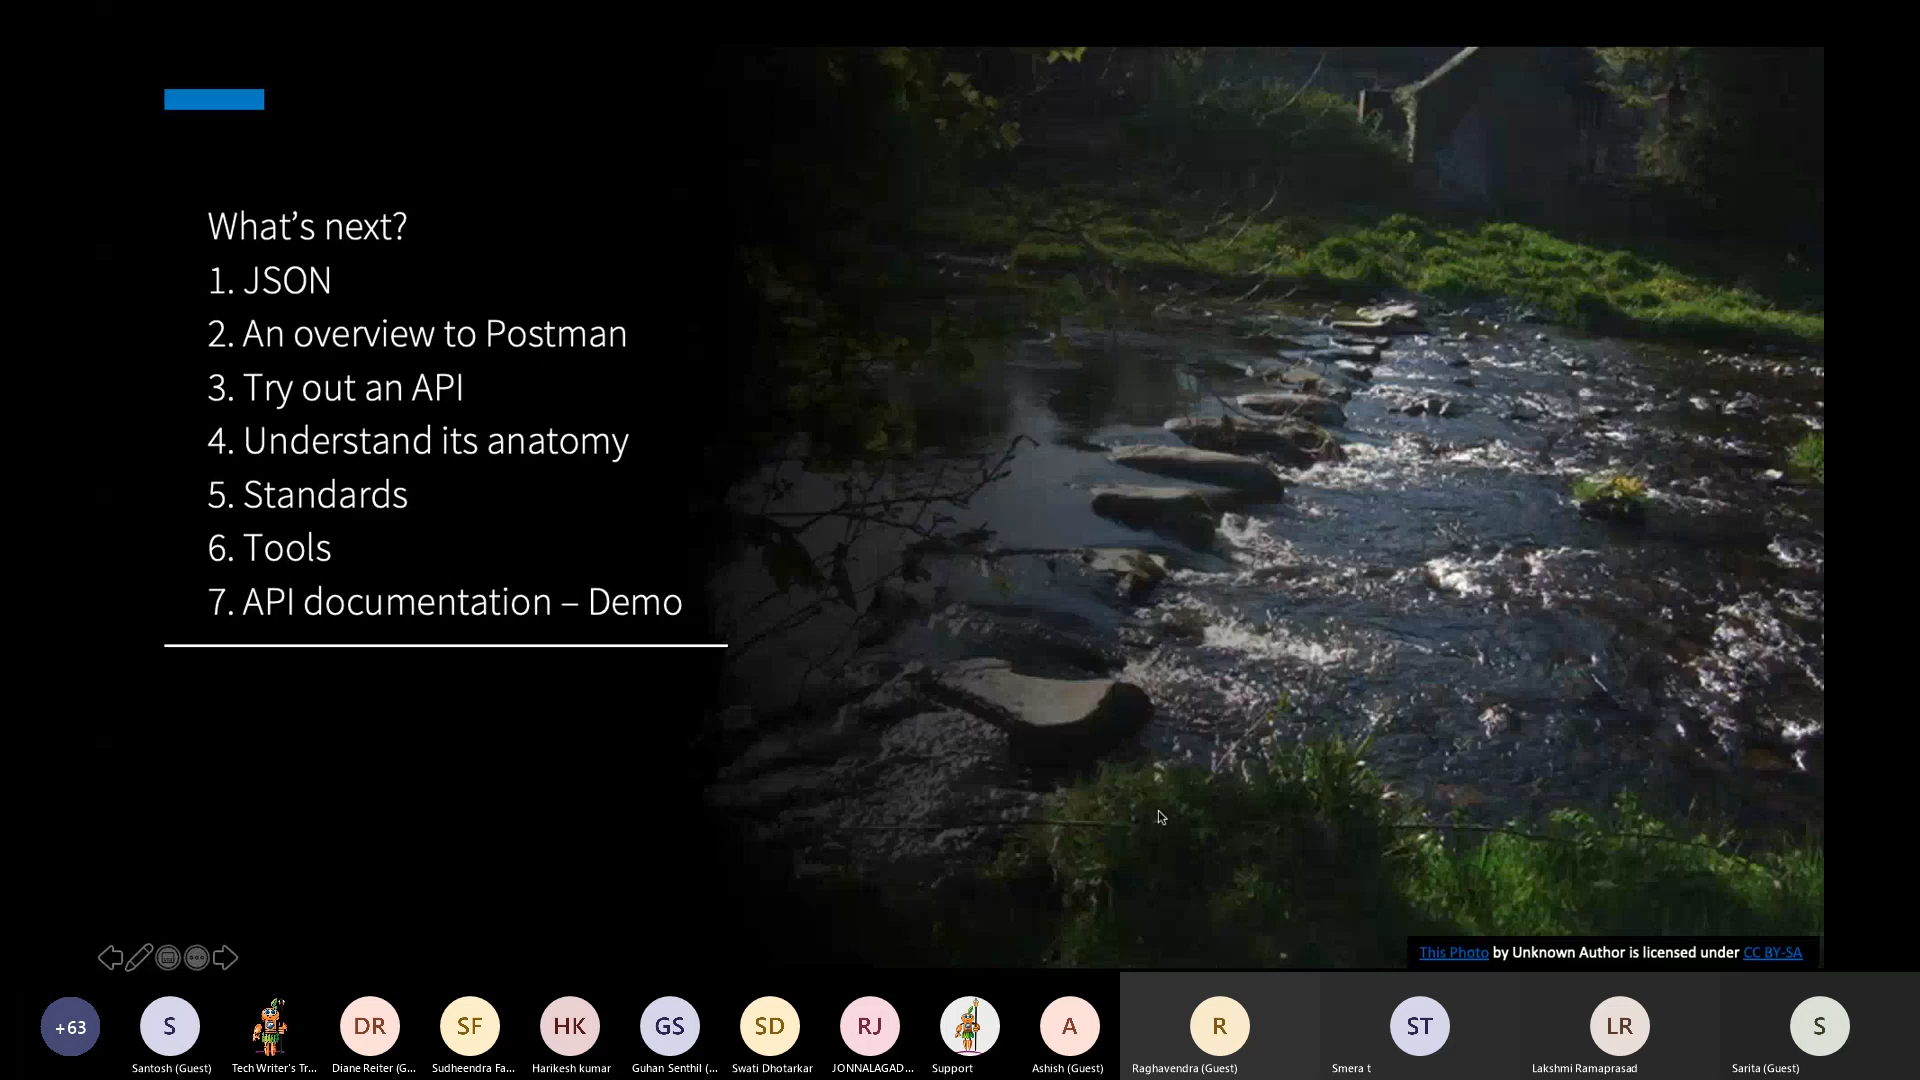 What’s next?
1. JSON
2. An overview to Postman
3. Try out an API
4. Understand its anatomy
5. Standards
6. Tools
7. API documentation – Demo
This Photo by Unknown Author is licensed under CC BY-SA
+63
S
DR
SF
HK
GS
SD
RJ
A
R
ST
LR
S
Santosh (Guest)
Tech Writer's Tr...
Diane Reiter (G...
Sudheendra Fa...
Harikesh kumar
Guhan Senthil (...
Swati Dhotarkar
JONNALAGAD...
Support
Ashish (Guest)
Raghavendra (Guest)
Smera t
Lakshmi Ramaprasad
Sarita (Guest)